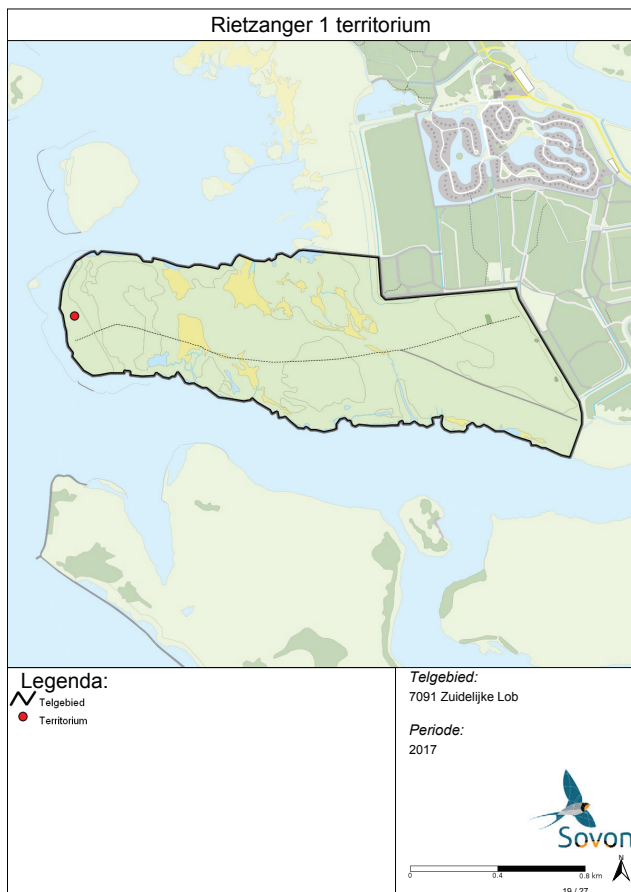 Rietzanger 1 territorium
Legenda:
Telgebied
Territorium
Telgebied:
7091 Zuidelijke Lob
Periode:
2017
Sovon
N
0 0.4 0.8 km
19 / 27